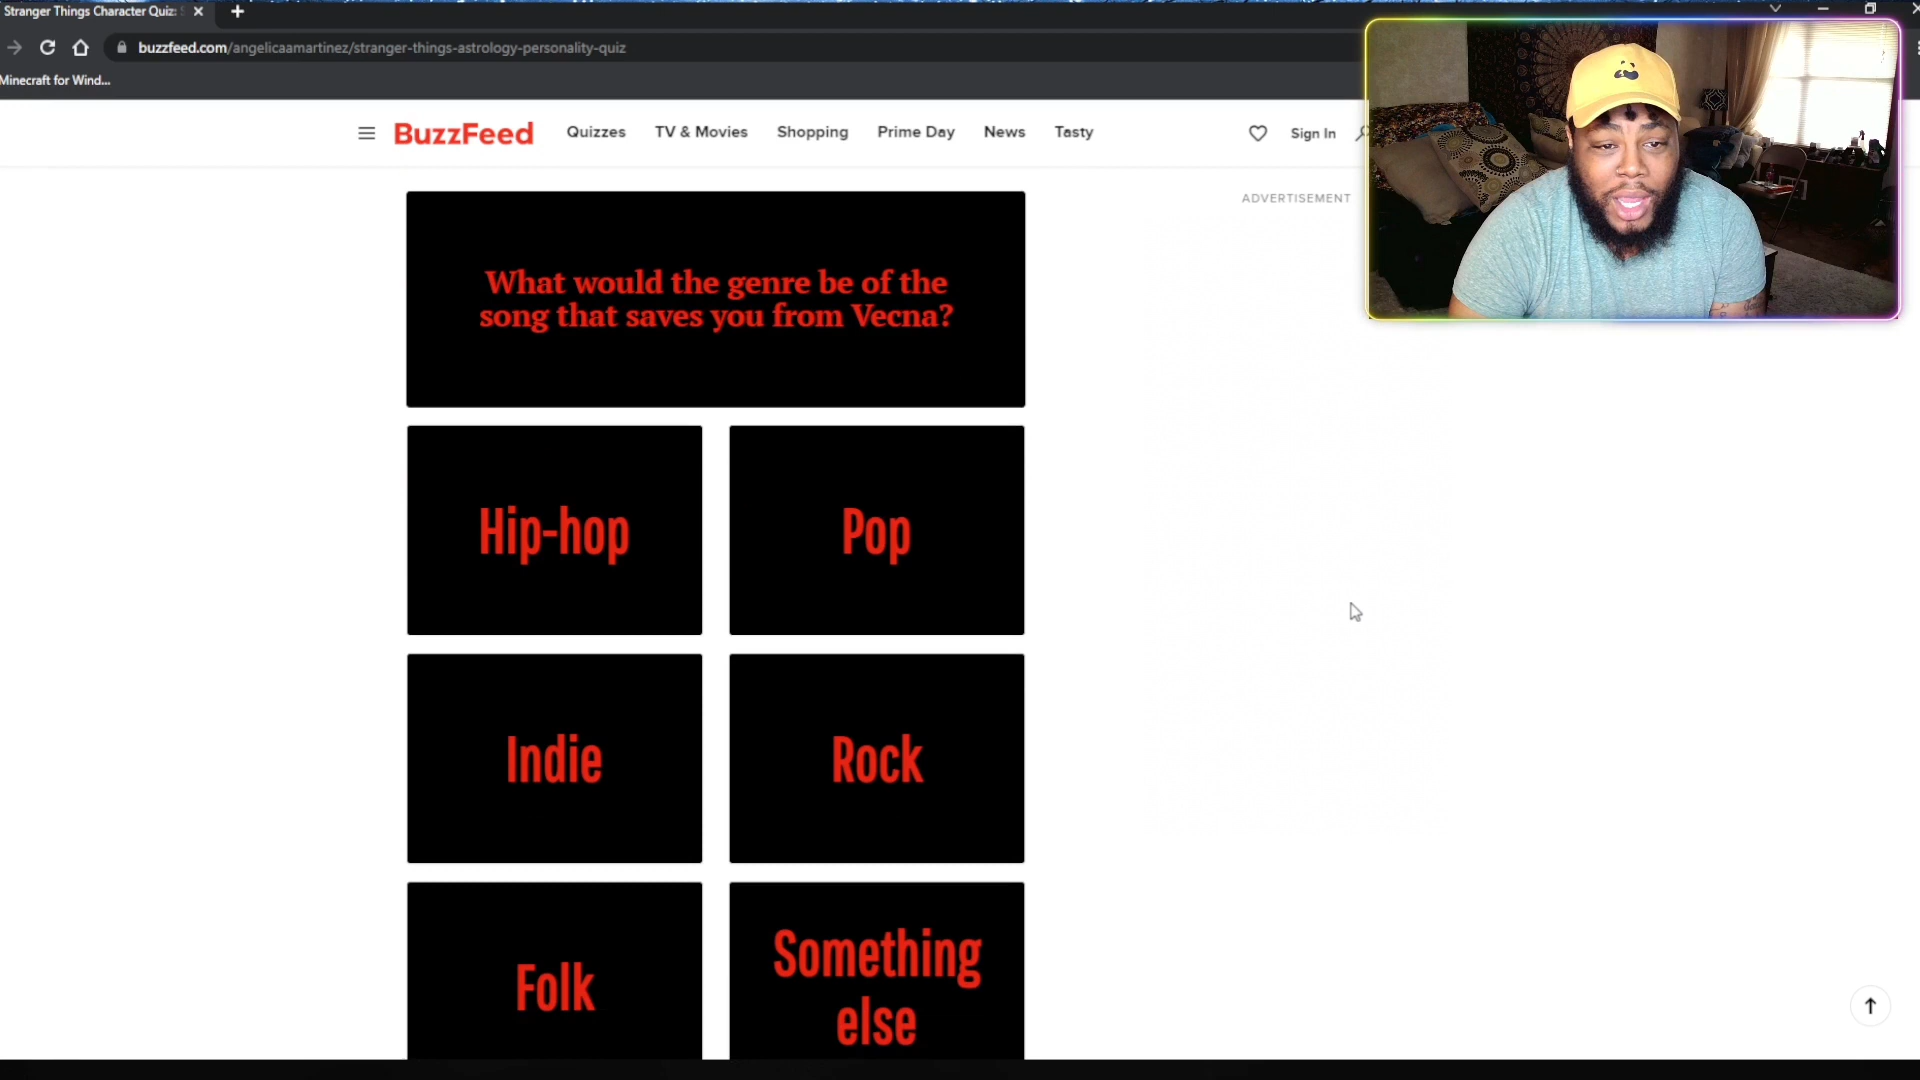 Stranger Things Character Quiz:
buzzfeed.com/angelicaamartinez/stranger-things-astrology-personality-quiz
Minecraft for Wind...
BuzzFeed
Quizzes
TV & Movies
Shopping
Prime Day
News
Tasty
Sign In
ADVERTISEMENT
What would the genre be of the
song that saves you from Vecna?
Hip-hop
Pop
Indie
Rock
Folk
Something
else